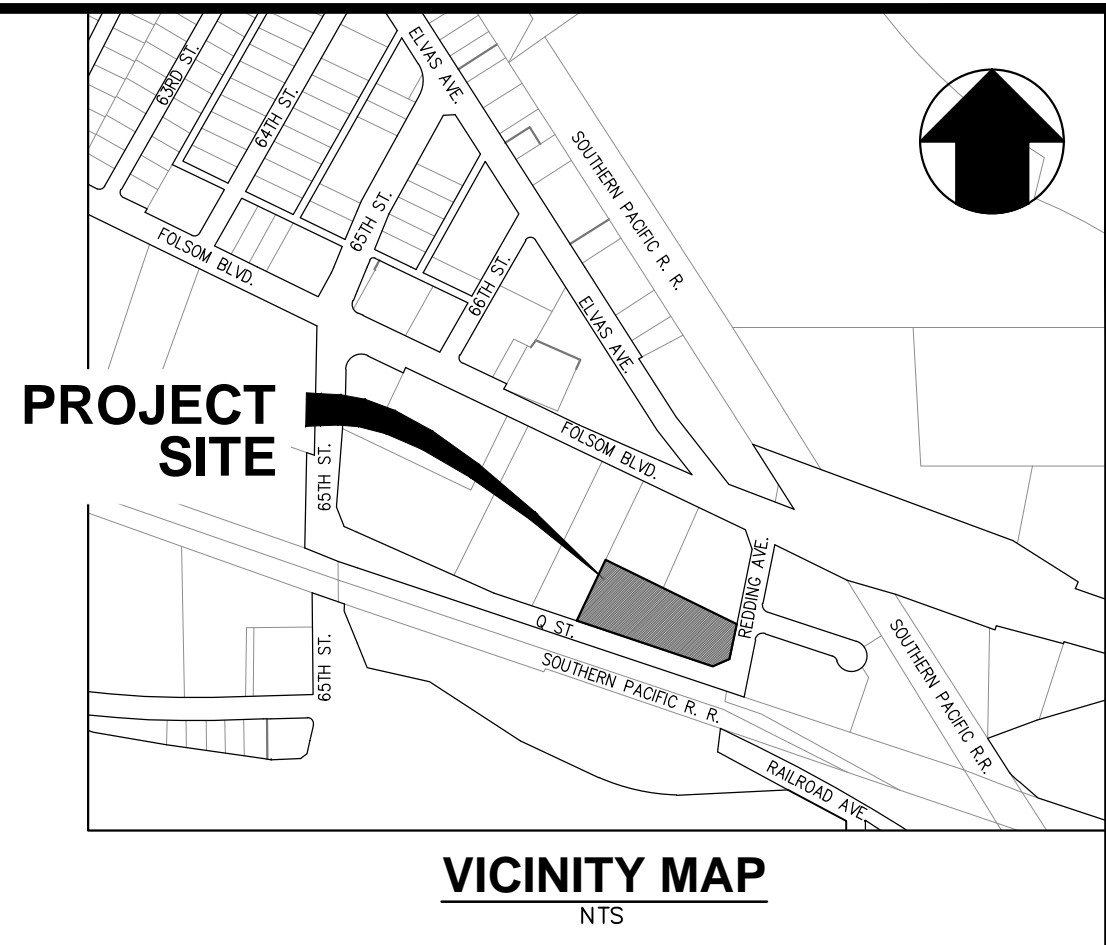 63RD ST.
64TH ST.
ELVAS AVE.
SOUTHERN PACIFIC R. R.
65TH ST.
FOLSOM BLVD.
66TH ST.
ELVAS AVE.
PROJECT
SITE
65TH ST.
FOLSOM BLVD.
REDDING AVE.
Q ST.
SOUTHERN PACIFIC R. R.
SOUTHERN PACIFIC R.R.
65TH ST.
RAILROAD AVE.
VICINITY MAP
NTS